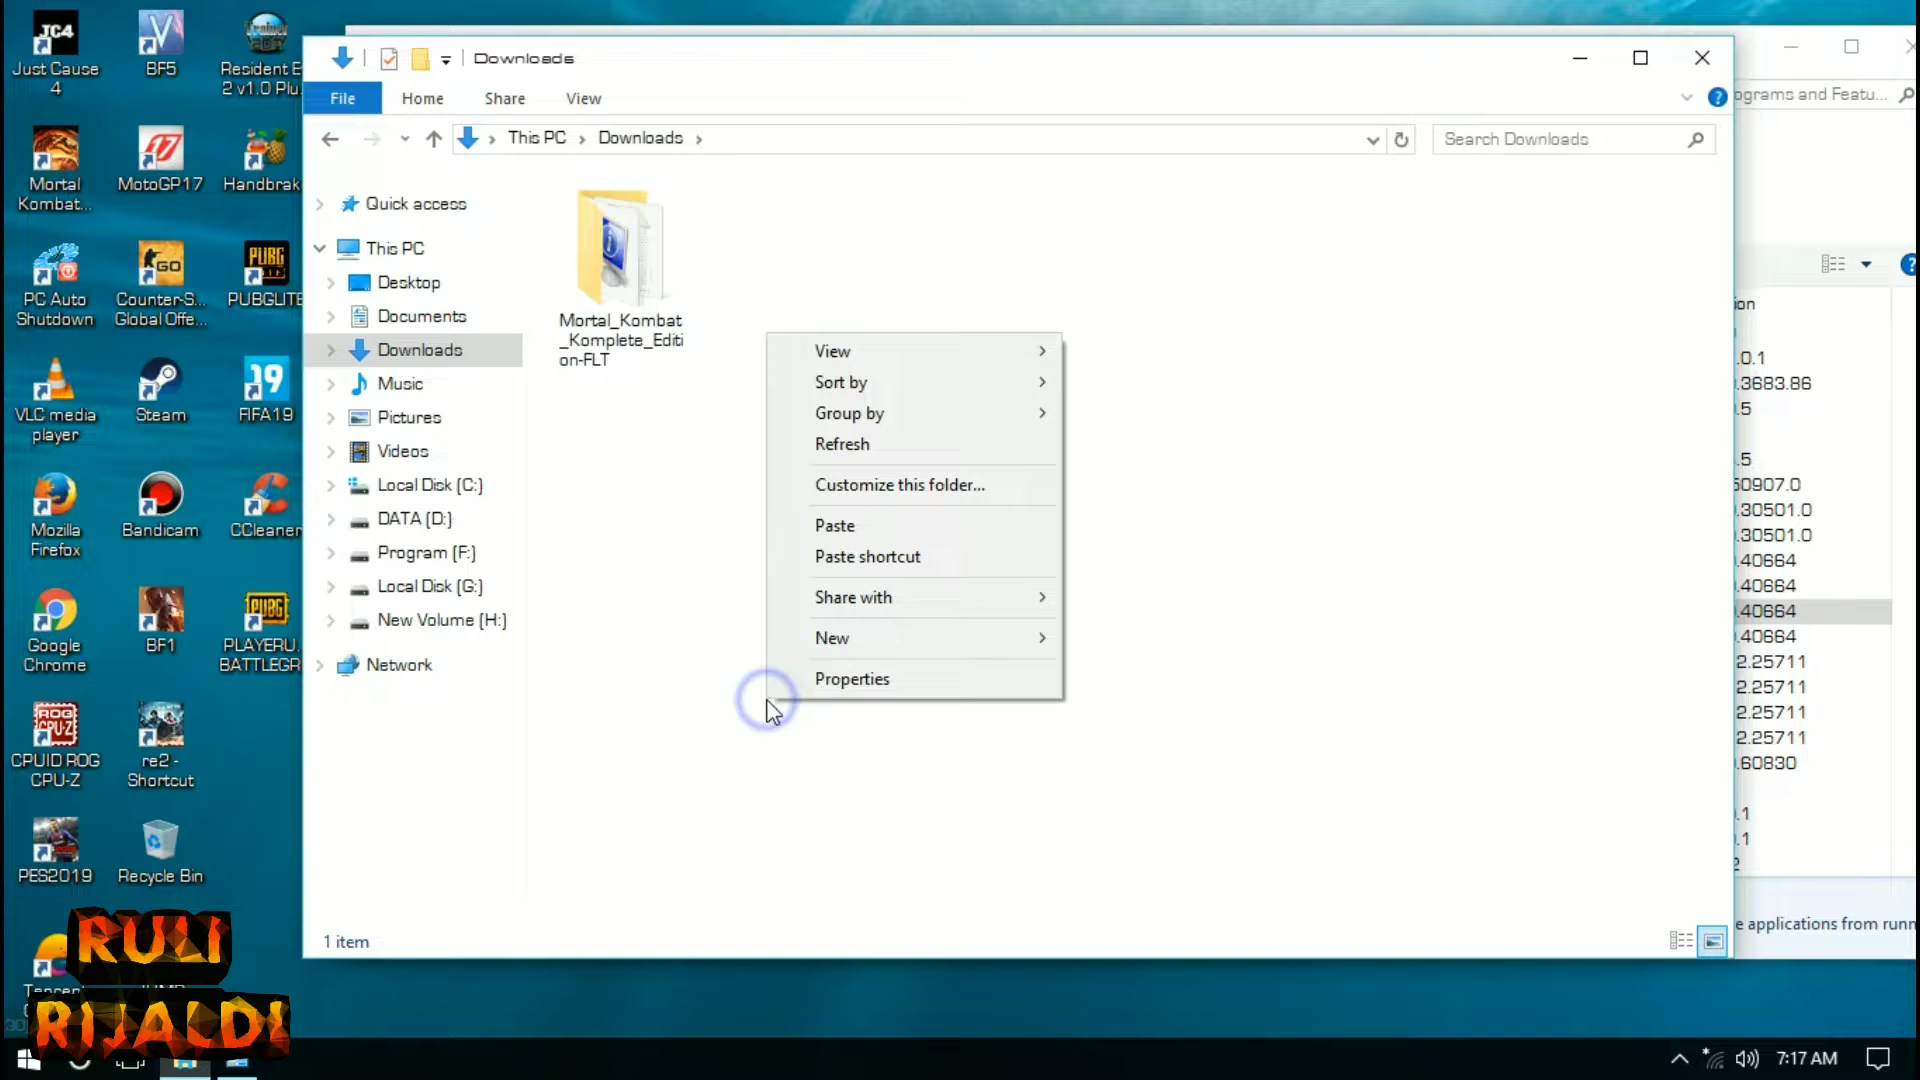 Just Cause
4
BF5
Resident E
2 v1.0 Plu.
Mortal
Kombat...
MotoGP17
Handbrak
PC Auto
Shutdown
Counter-S...
Global Offe...
PUBGLITE
VLC media
player
Steam
FIFA19
Mozilla
Firefox
Bandicam
CCleaner
Google
Chrome
BF1
PLAYERU.
BATTLEGR
CPUID ROG
CPU-Z
re2 -
Shortcut
PES2019
Recycle Bin
Tencen
RULI
RIJALDI
Downloads
File
Home
Share
View
This PC
Downloads
Search Downloads
Quick access
This PC
Desktop
Documents
Downloads
Music
Pictures
Videos
Local Disk (C:)
DATA (D:)
Program (F:)
Local Disk (G:)
New Volume (H:)
Network
Mortal_Kombat
_Komplete_Editi
on-FLT
View
Sort by
Group by
Refresh
Customize this folder...
Paste
Paste shortcut
Share with
New
Properties
1 item
ograms and Featu...
ion
.0.1
.3683.86
.5
.5
50907.0
.30501.0
.30501.0
.40664
.40664
.40664
.40664
2.25711
2.25711
2.25711
2.25711
.60830
.1
.1
e applications from runn
7:17 AM